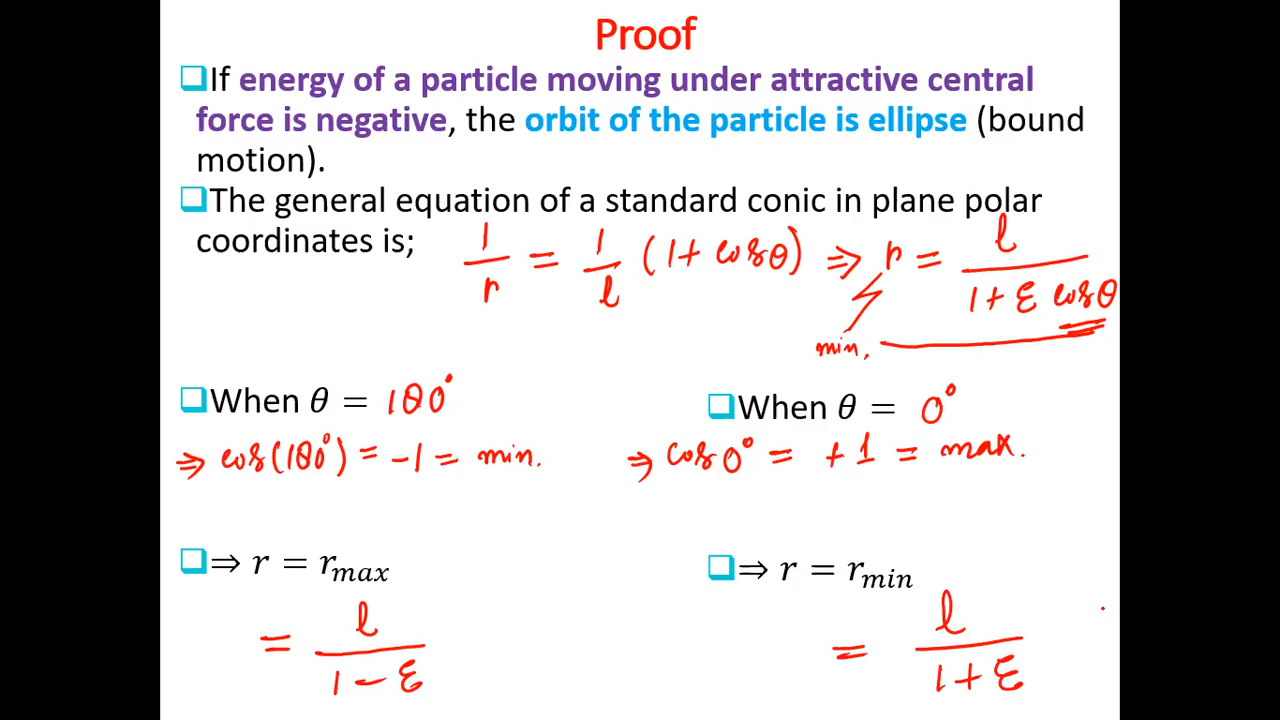 Proof
❑If energy of a particle moving under attractive central
force is negative, the orbit of the particle is ellipse (bound
motion).
❑The general equation of a standard conic in plane polar
coordinates is; 1/r = 1/l (1 + cosθ) ⇒ r = l/(1 + ε cosθ)
min.
❑When θ = 180°
⇒ cos(180°) = -1 = min.
❑When θ = 0°
⇒ cos 0° = +1 = max.
❑⇒ r = r_max
= l/(1 - ε)
❑⇒ r = r_min
= l/(1 + ε)